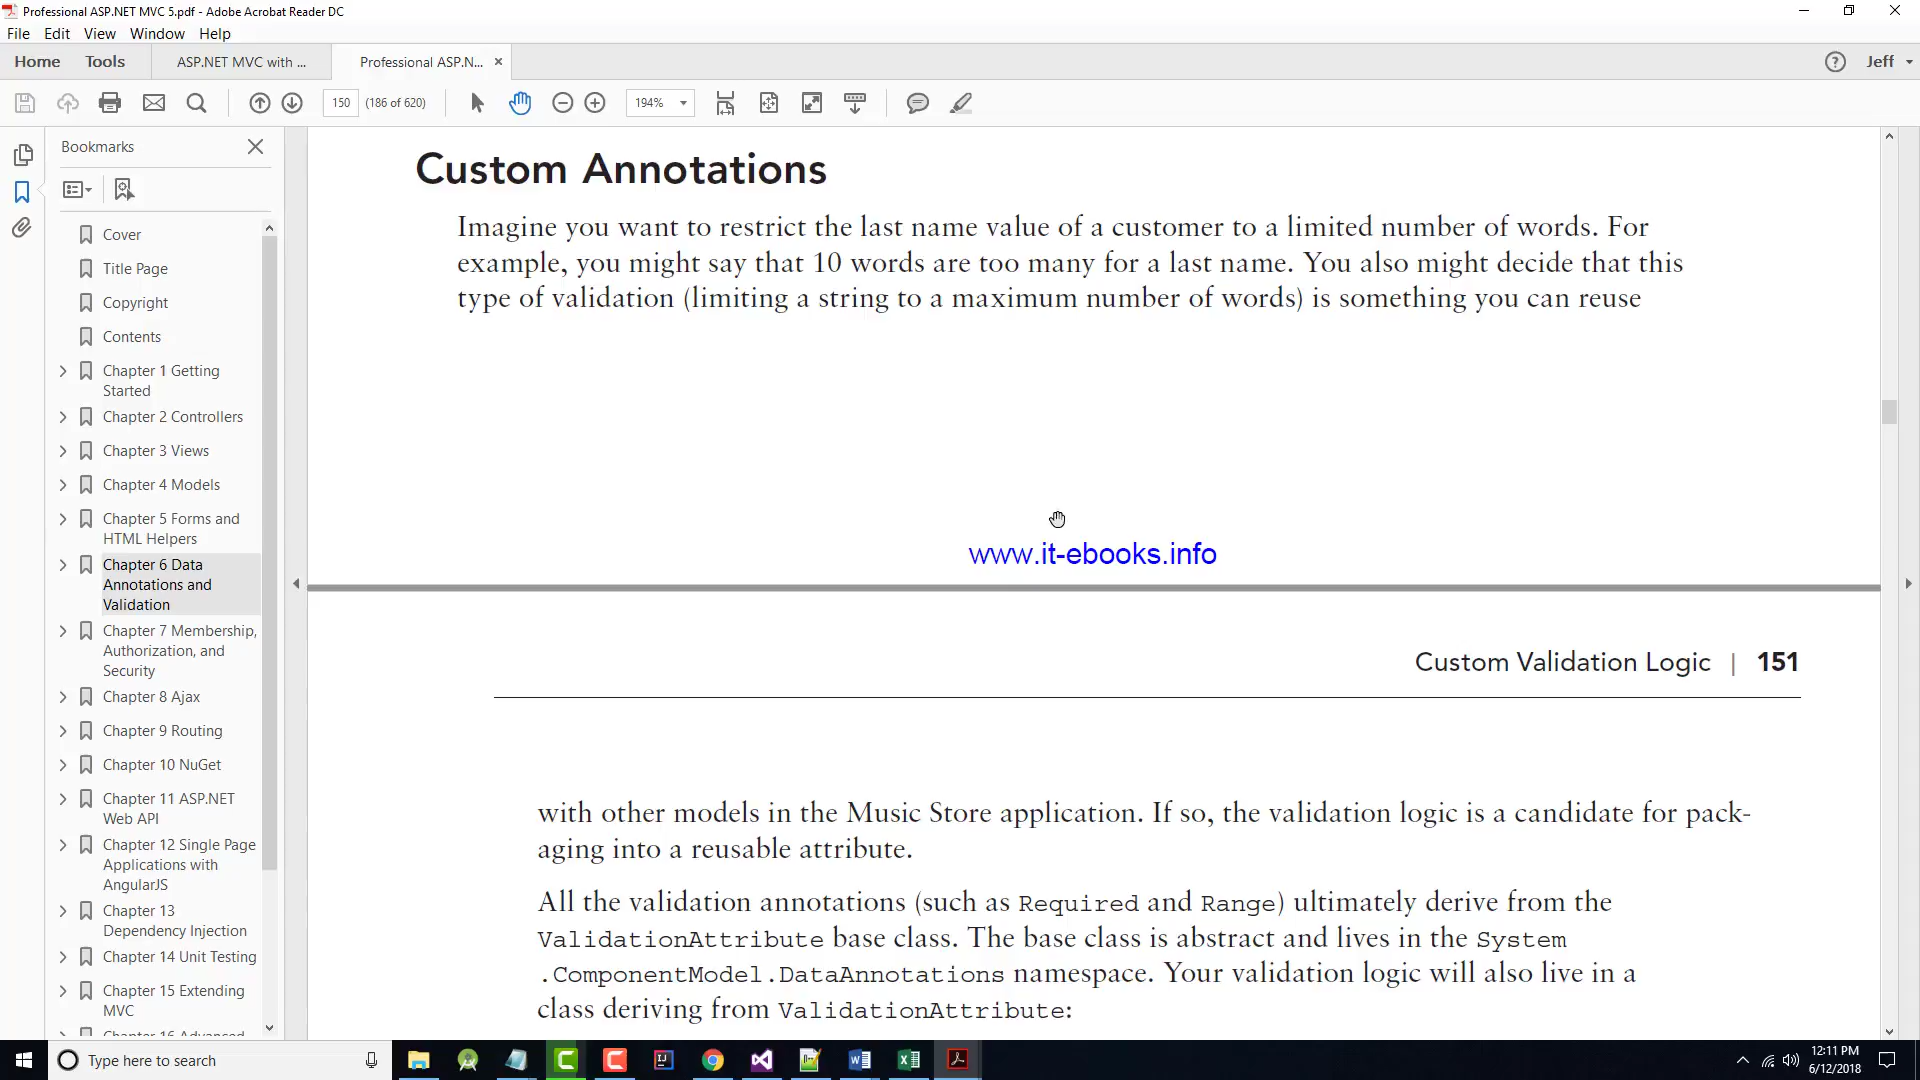 Professional ASP.NET MVC 5.pdf - Adobe Acrobat Reader DC
File Edit View Window Help
Home Tools ASP.NET MVC with ... Professional ASP.N... × ? Jeff
150 (186 of 620) 194%
Bookmarks
Cover
Title Page
Copyright
Contents
Chapter 1 Getting
Started
Chapter 2 Controllers
Chapter 3 Views
Chapter 4 Models
Chapter 5 Forms and
HTML Helpers
Chapter 6 Data
Annotations and
Validation
Chapter 7 Membership,
Authorization, and
Security
Chapter 8 Ajax
Chapter 9 Routing
Chapter 10 NuGet
Chapter 11 ASP.NET
Web API
Chapter 12 Single Page
Applications with
AngularJS
Chapter 13
Dependency Injection
Chapter 14 Unit Testing
Chapter 15 Extending
MVC
Chapter 16 Advanced
Custom Annotations
Imagine you want to restrict the last name value of a customer to a limited number of words. For
example, you might say that 10 words are too many for a last name. You also might decide that this
type of validation (limiting a string to a maximum number of words) is something you can reuse
www.it-ebooks.info
Custom Validation Logic | 151
with other models in the Music Store application. If so, the validation logic is a candidate for pack-
aging into a reusable attribute.
All the validation annotations (such as Required and Range) ultimately derive from the
ValidationAttribute base class. The base class is abstract and lives in the System
.ComponentModel.DataAnnotations namespace. Your validation logic will also live in a
class deriving from ValidationAttribute:
Type here to search
12:11 PM
6/12/2018